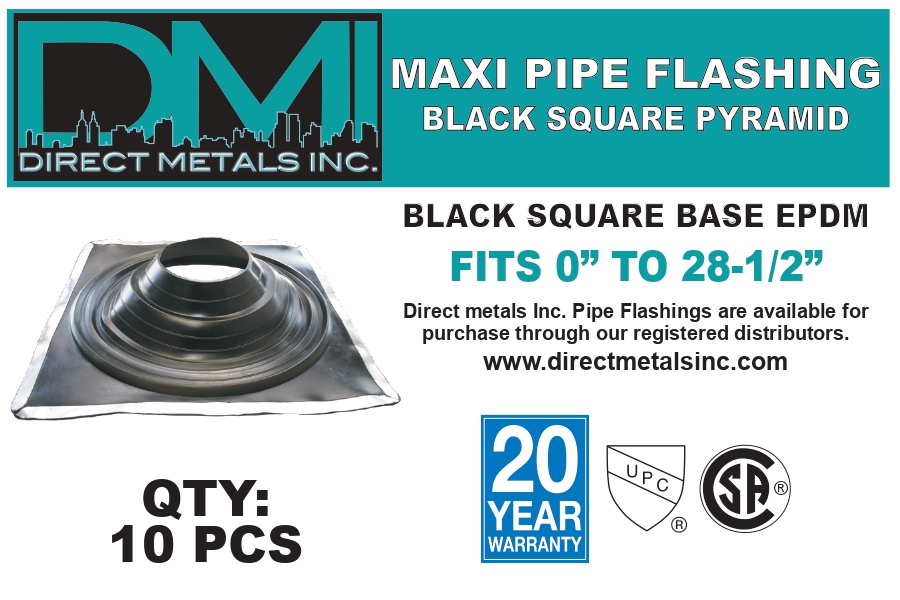 DMI
DIRECT METALS INC.
MAXI PIPE FLASHING
BLACK SQUARE PYRAMID
BLACK SQUARE BASE EPDM
FITS 0” TO 28-1/2”
Direct metals Inc. Pipe Flashings are available for
purchase through our registered distributors.
www.directmetalsinc.com
QTY:
10 PCS
20
YEAR
WARRANTY
UPC
®
CSA
®